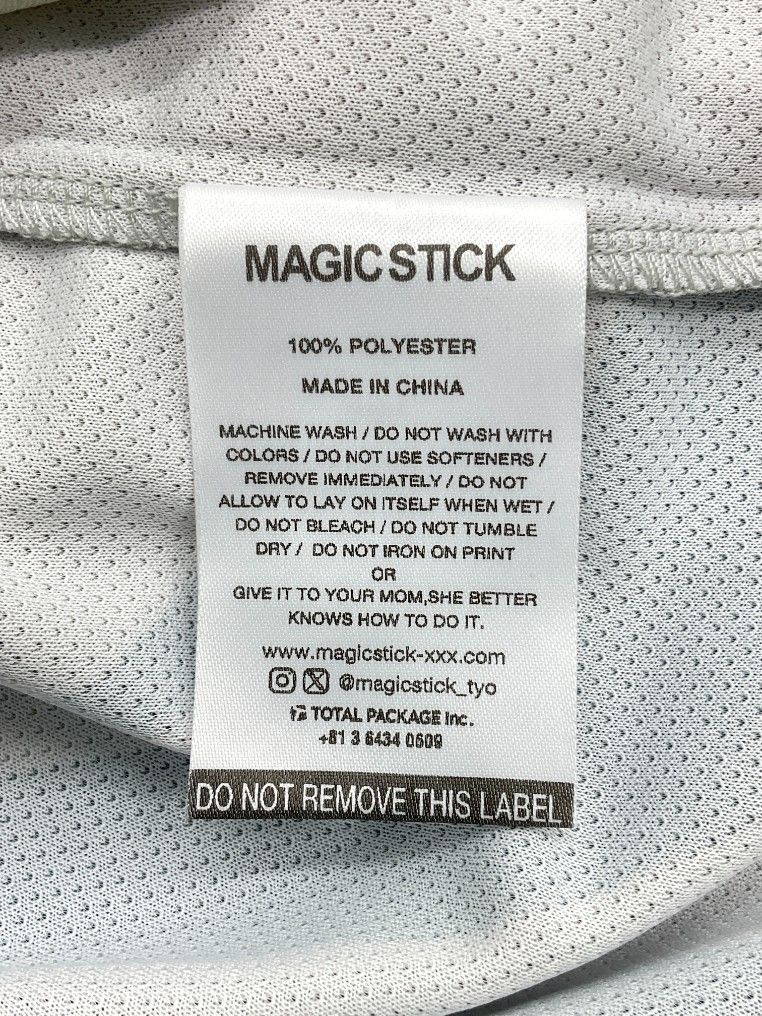 MAGIC STICK
100% POLYESTER
MADE IN CHINA
MACHINE WASH / DO NOT WASH WITH
COLORS / DO NOT USE SOFTENERS /
REMOVE IMMEDIATELY / DO NOT
ALLOW TO LAY ON ITSELF WHEN WET /
DO NOT BLEACH / DO NOT TUMBLE
DRY / DO NOT IRON ON PRINT
OR
GIVE IT TO YOUR MOM,SHE BETTER
KNOWS HOW TO DO IT.
www.magicstick-xxx.com
@magicstick_tyo
TOTAL PACKAGE Inc.
+81 3 6434 0609
DO NOT REMOVE THIS LABEL